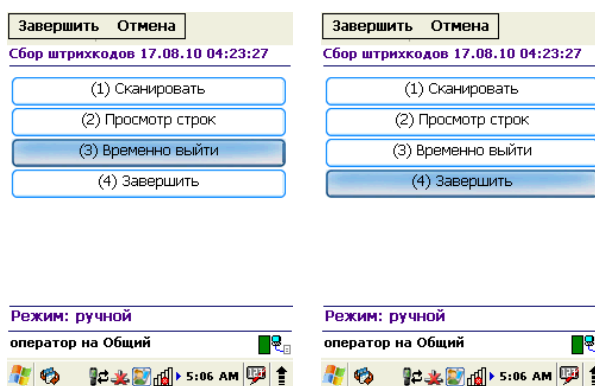 Завершить Отмена
Сбор штрихкодов 17.08.10 04:23:27
(1) Сканировать
(2) Просмотр строк
(3) Временно выйти
(4) Завершить
Режим: ручной
оператор на Общий
5:06 AM
Завершить Отмена
Сбор штрихкодов 17.08.10 04:23:27
(1) Сканировать
(2) Просмотр строк
(3) Временно выйти
(4) Завершить
Режим: ручной
оператор на Общий
5:06 AM